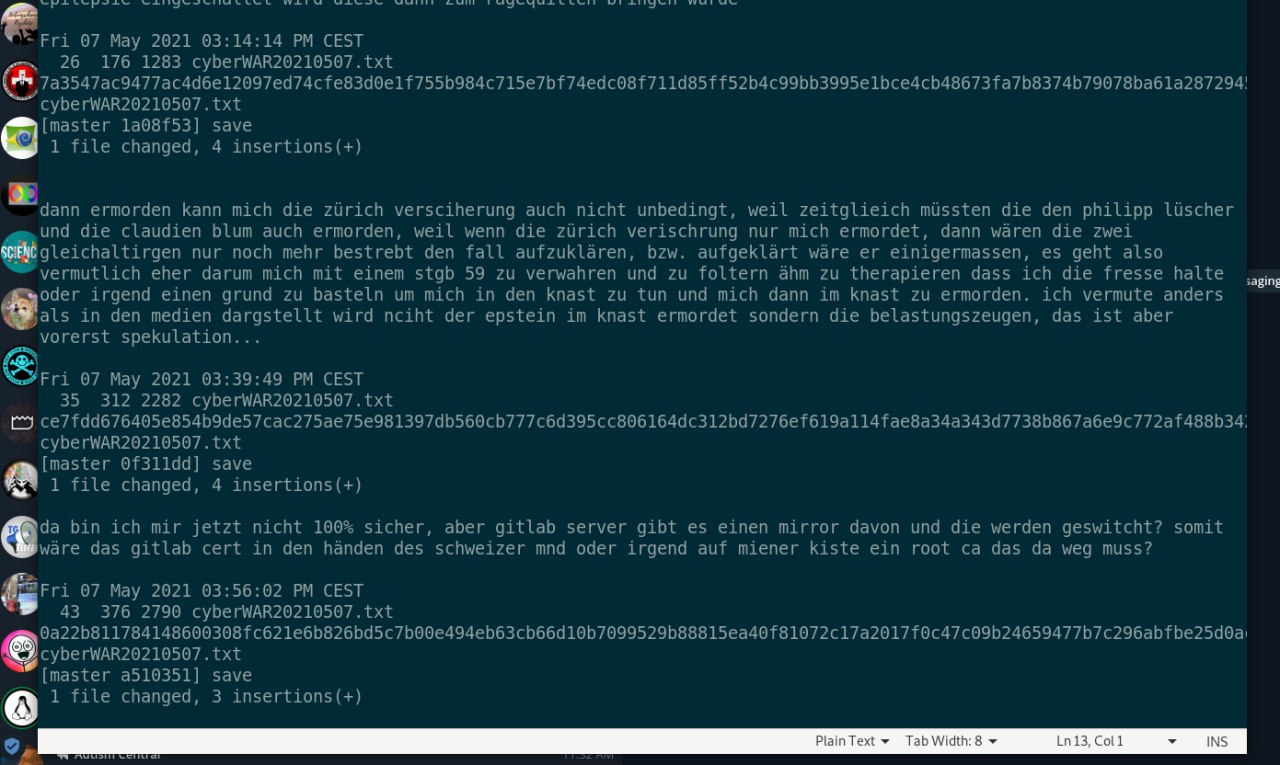 epilepsie eingeschaltet wird diese dann zum ragequitten bringen würde
Fri 07 May 2021 03:14:14 PM CEST
26 176 1283 cyberWAR20210507.txt
7a3547ac9477ac4d6e12097ed74cfe83d0e1f755b984c715e7bf74edc08f711d85ff52b4c99bb3995e1bce4cb48673fa7b8374b79078ba61a2872945
cyberWAR20210507.txt
[master 1a08f53] save
1 file changed, 4 insertions(+)
dann ermorden kann mich die zürich versciherung auch nicht unbedingt, weil zeitglieich müssten die den philipp lüscher
und die claudien blum auch ermorden, weil wenn die zürich verischrung nur mich ermordet, dann wären die zwei
gleichaltirgen nur noch mehr bestrebt den fall aufzuklären, bzw. aufgeklärt wäre er einigermassen, es geht also
vermutlich eher darum mich mit einem stgb 59 zu verwahren und zu foltern ähm zu therapieren dass ich die fresse halte
oder irgend einen grund zu basteln um mich in den knast zu tun und mich dann im knast zu ermorden. ich vermute anders
als in den medien dargstellt wird nciht der epstein im knast ermordet sondern die belastungszeugen, das ist aber
vorerst spekulation...
Fri 07 May 2021 03:39:49 PM CEST
35 312 2282 cyberWAR20210507.txt
ce7fdd676405e854b9de57cac275ae75e981397db560cb777c6d395cc806164dc312bd7276ef619a114fae8a34a343d7738b867a6e9c772af488b342
cyberWAR20210507.txt
[master 0f311dd] save
1 file changed, 4 insertions(+)
da bin ich mir jetzt nicht 100% sicher, aber gitlab server gibt es einen mirror davon und die werden geswitcht? somit
wäre das gitlab cert in den händen des schweizer mnd oder irgend auf miener kiste ein root ca das da weg muss?
Fri 07 May 2021 03:56:02 PM CEST
43 376 2790 cyberWAR20210507.txt
0a22b811784148600308fc621e6b826bd5c7b00e494eb63cb66d10b7099529b88815ea40f81072c17a2017f0c47c09b24659477b7c296abfbe25d0a
cyberWAR20210507.txt
[master a510351] save
1 file changed, 3 insertions(+)
Plain Text Tab Width: 8 Ln 13, Col 1 INS
Autism Central 11:32 AM
saging
SCIENC
TG